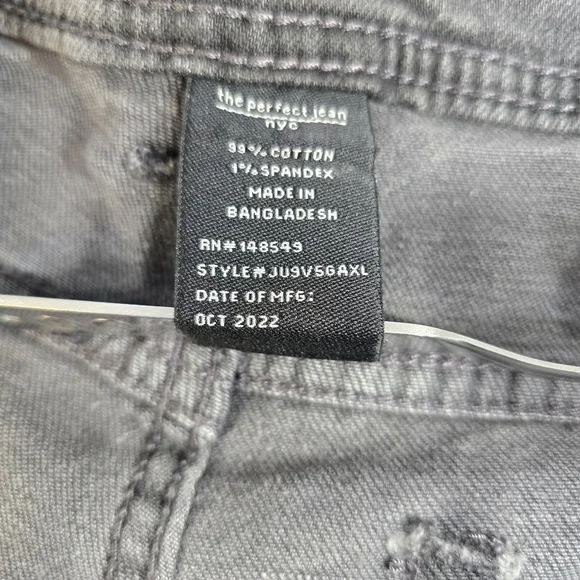 the perfect jean
nyc
99% COTTON
1% SPANDEX
MADE IN
BANGLADESH
RN# 148549
STYLE# JU9V5GAXL
DATE OF MFG:
OCT 2022